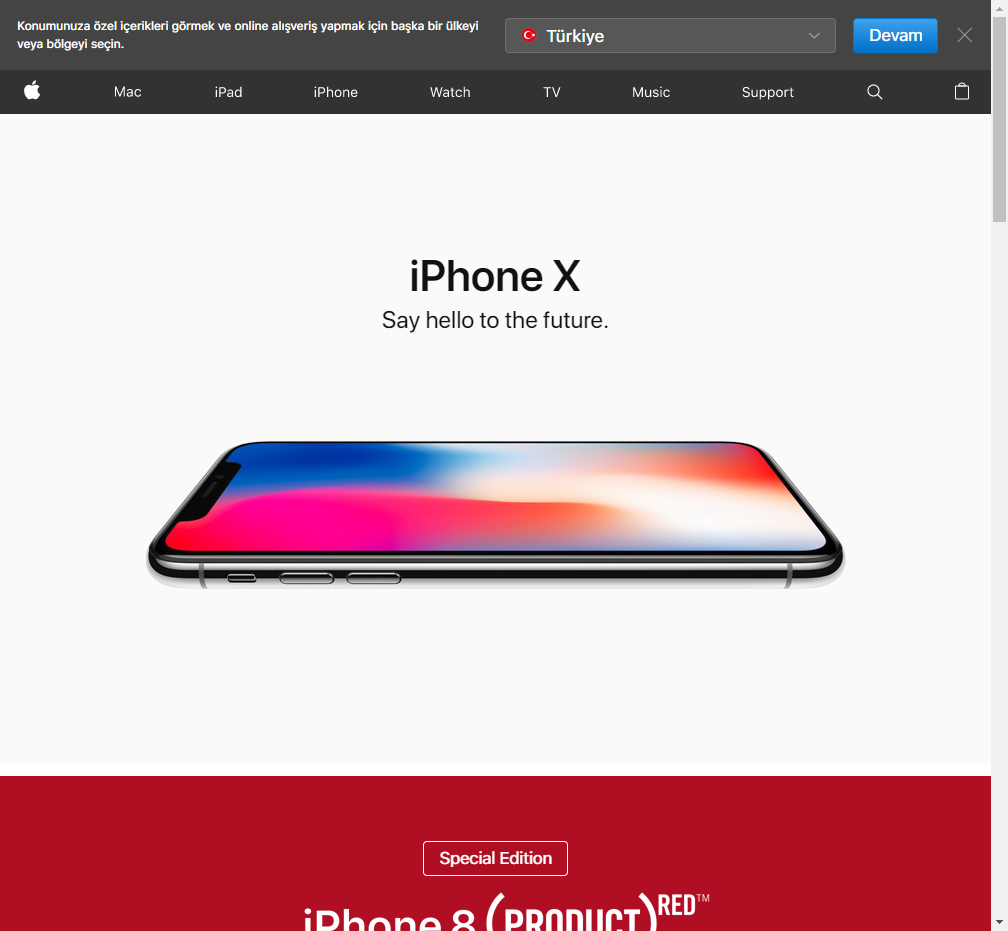 Konumunuza özel içerikleri görmek ve online alışveriş yapmak için başka bir ülkeyi
veya bölgeyi seçin.
Türkiye
Devam
Mac
iPad
iPhone
Watch
TV
Music
Support
iPhone X
Say hello to the future.
Special Edition
iPhone 8 (PRODUCT)RED™